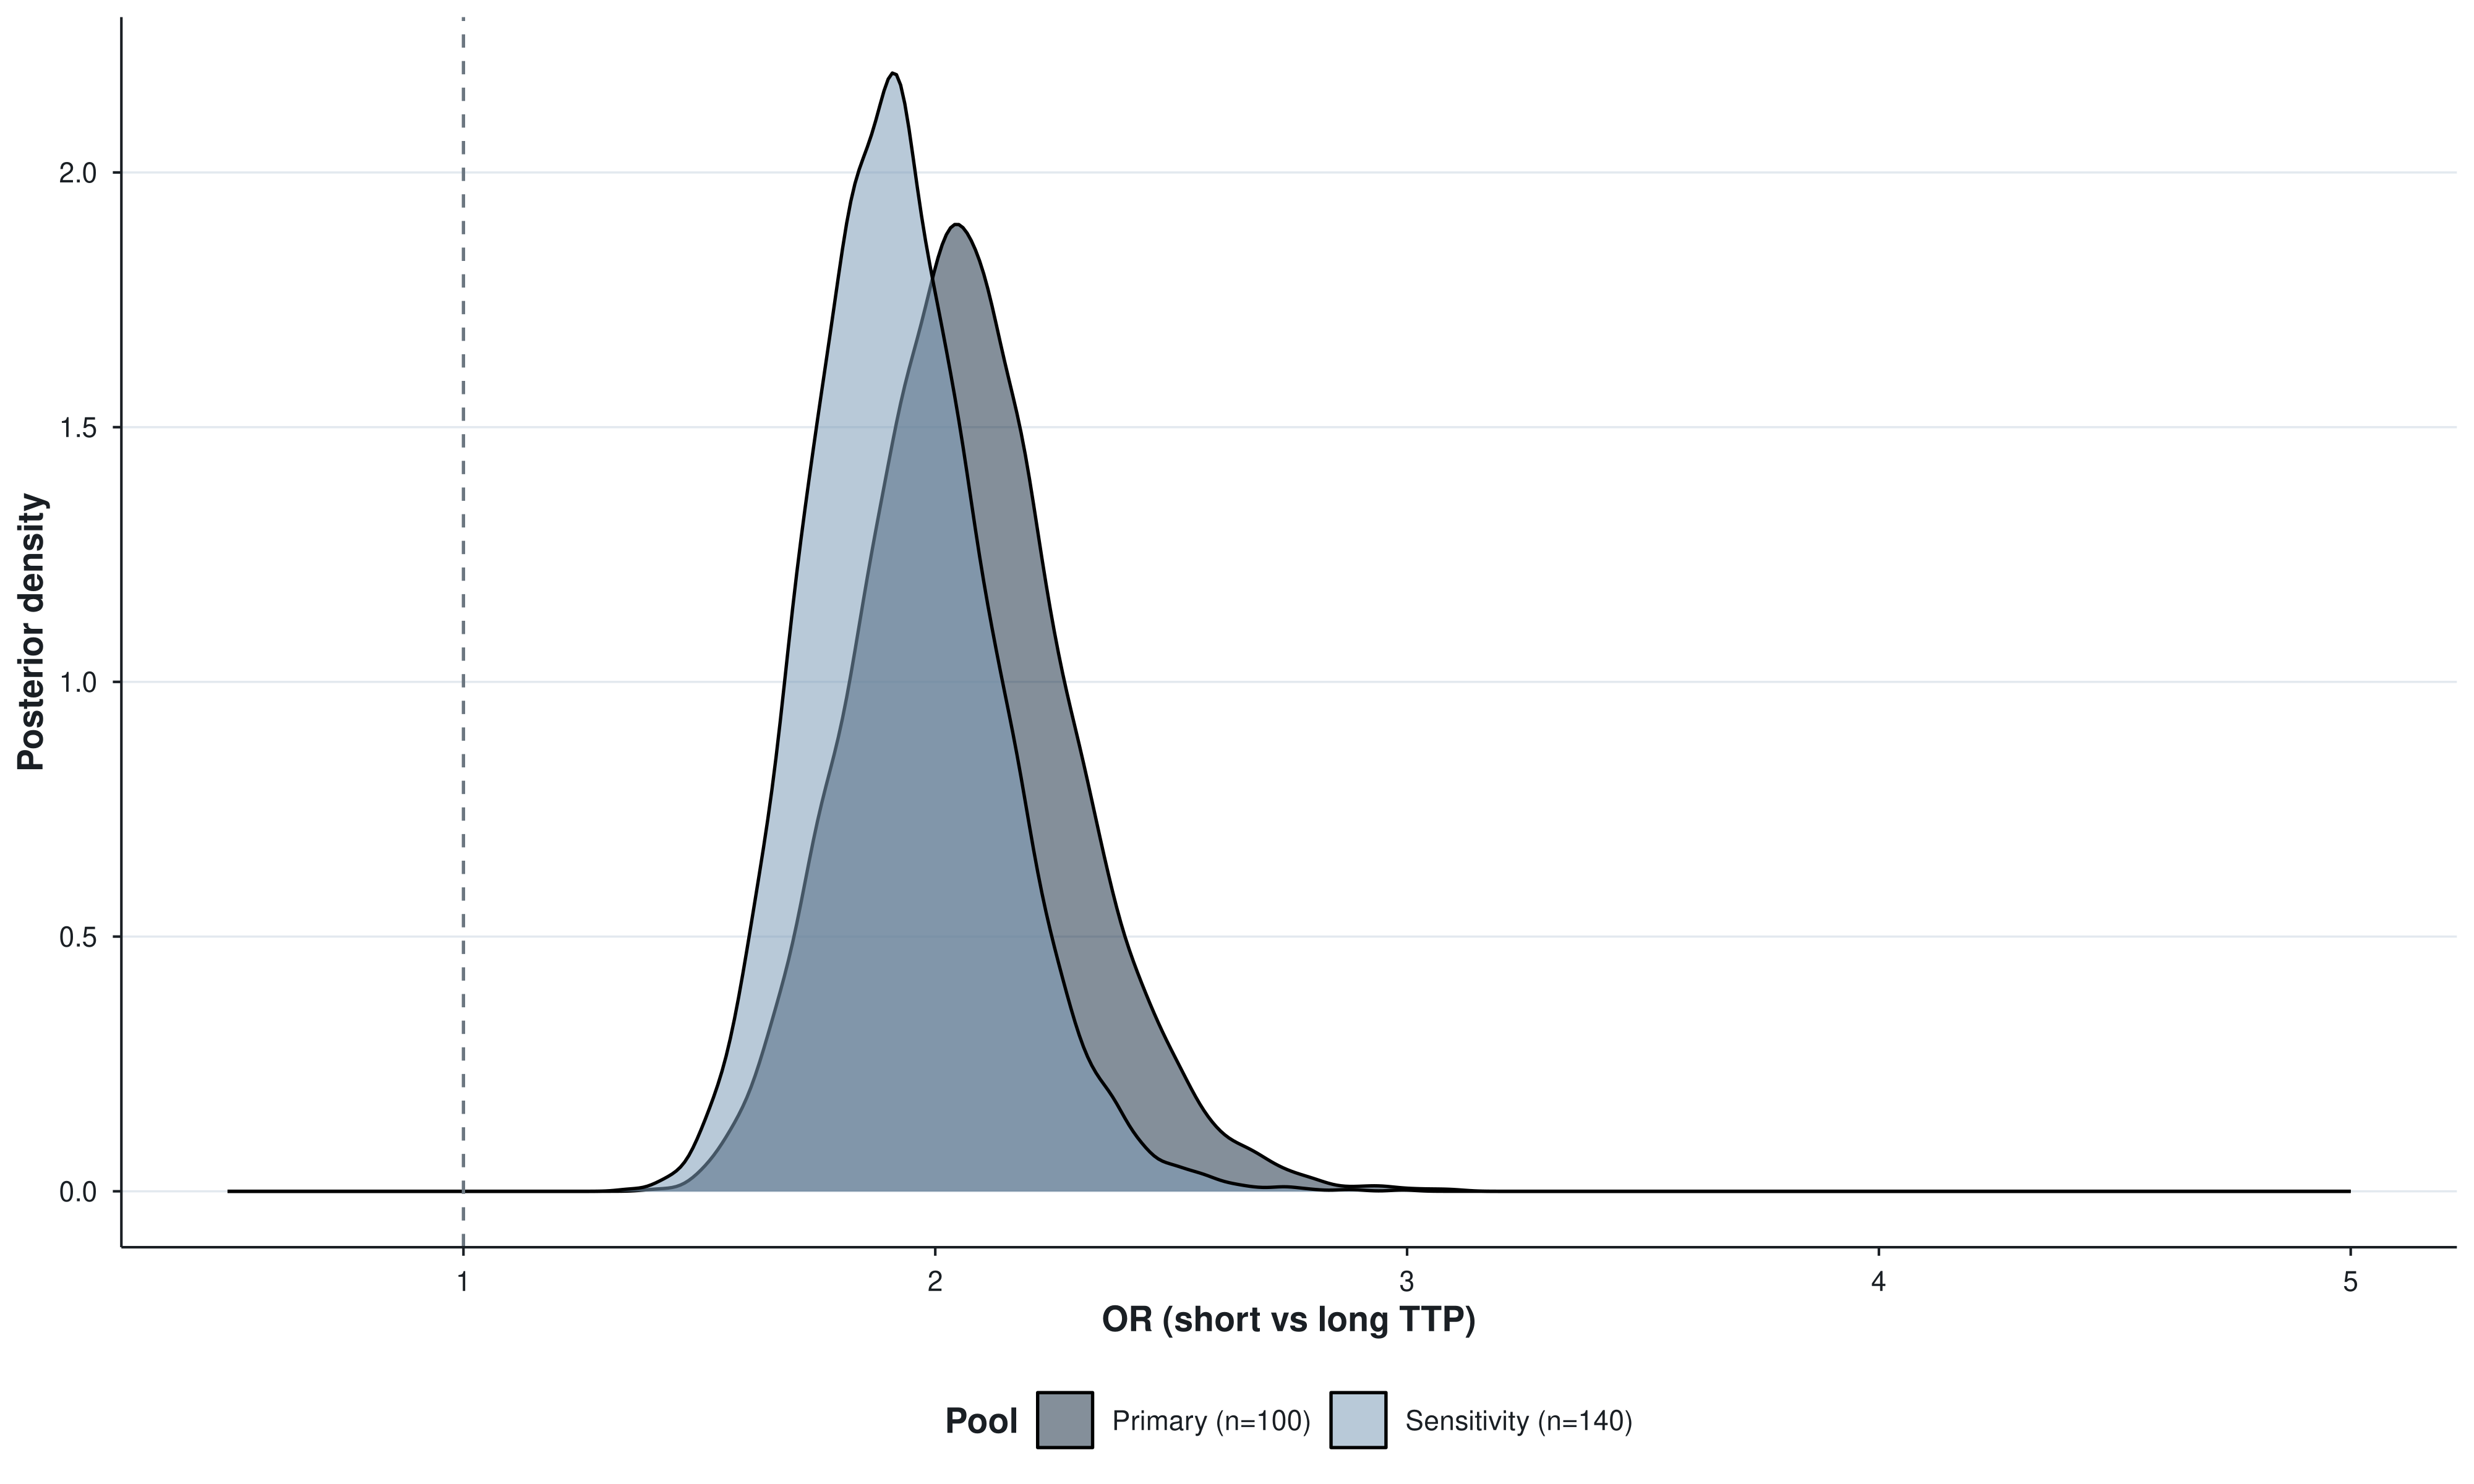 Posterior density
2.0
1.5
1.0
0.5
0.0
1 2 3 4 5
OR (short vs long TTP)
Pool Primary (n=100) Sensitivity (n=140)